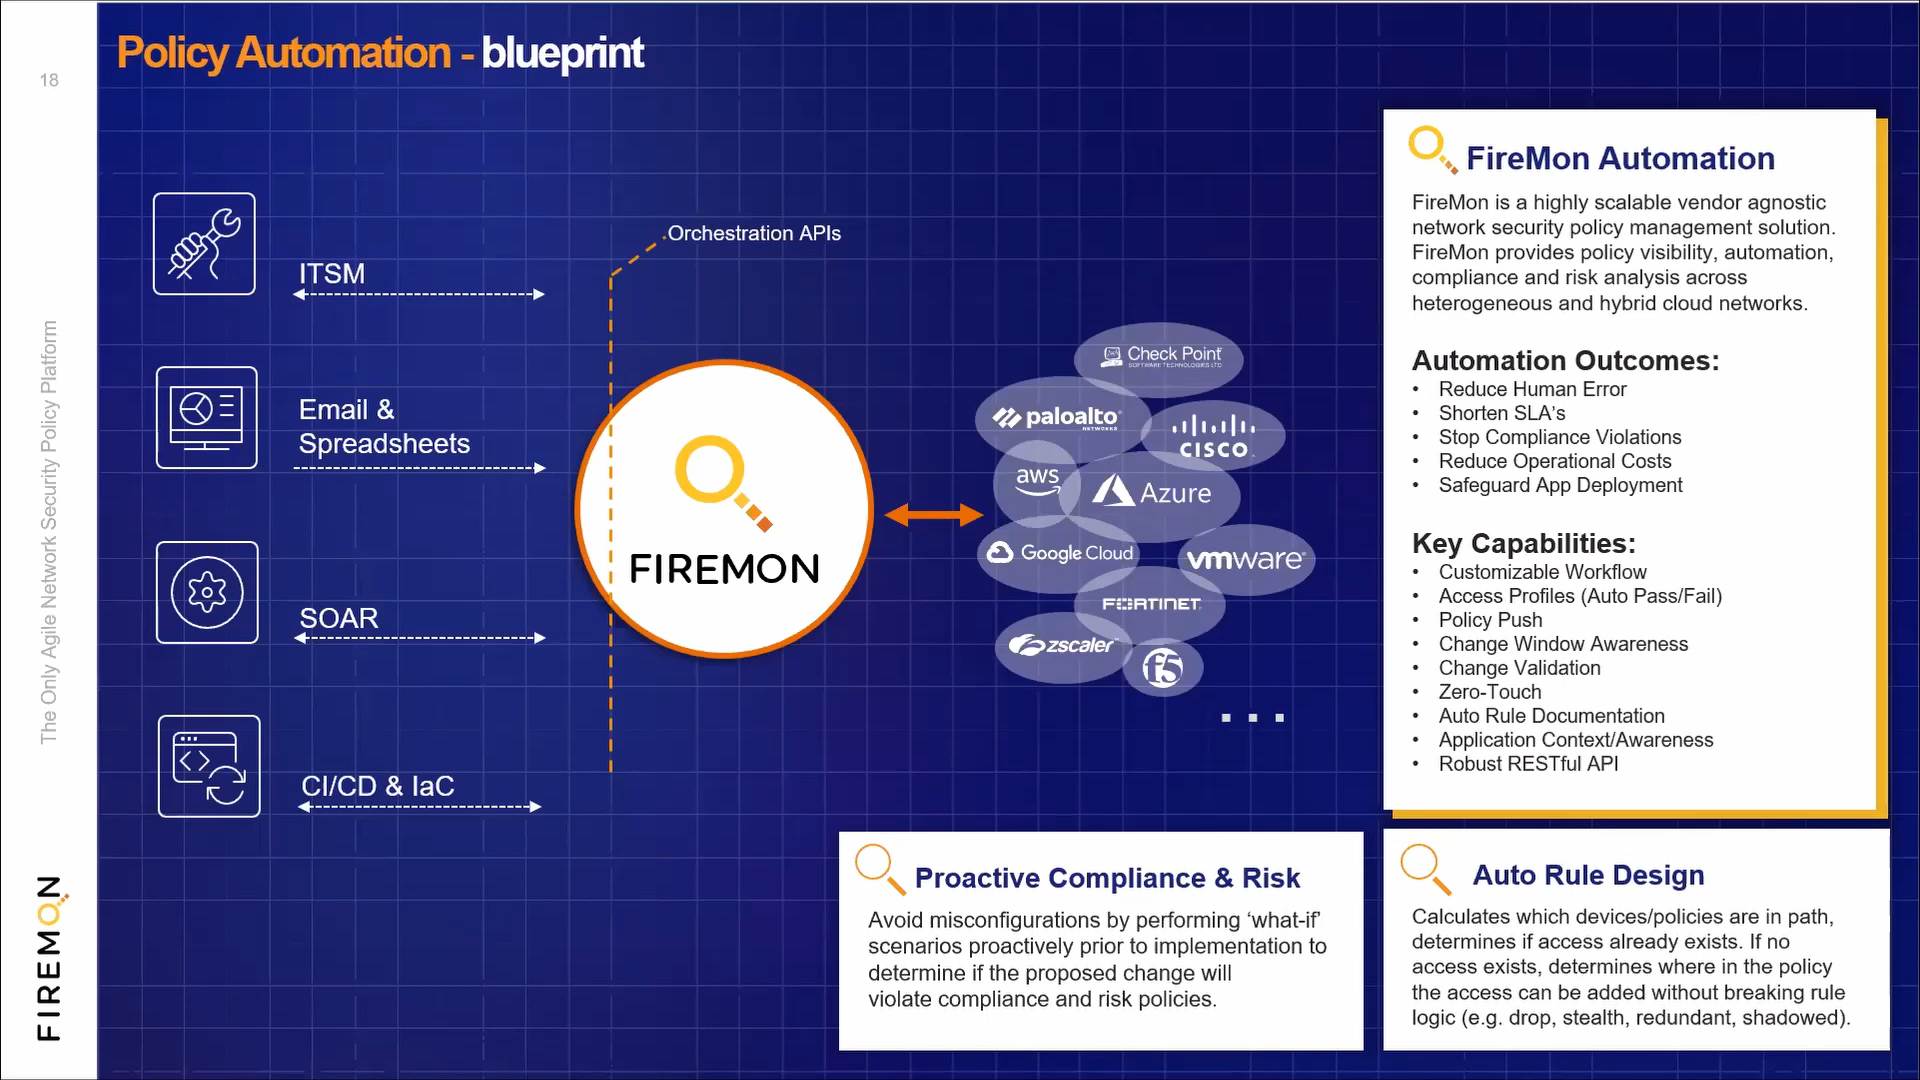 Policy Automation - blueprint
18
The Only Agile Network Security Policy Platform
FIREMON
ITSM
Email &
Spreadsheets
SOAR
CI/CD & IaC
Orchestration APIs
FIREMON
Check Point
SOFTWARE TECHNOLOGIES LTD
paloalto
NETWORKS
CISCO
aws
Azure
Google Cloud
vmware
FORTINET
zscaler
f5
FireMon Automation
FireMon is a highly scalable vendor agnostic
network security policy management solution.
FireMon provides policy visibility, automation,
compliance and risk analysis across
heterogeneous and hybrid cloud networks.
Automation Outcomes:
• Reduce Human Error
• Shorten SLA's
• Stop Compliance Violations
• Reduce Operational Costs
• Safeguard App Deployment
Key Capabilities:
• Customizable Workflow
• Access Profiles (Auto Pass/Fail)
• Policy Push
• Change Window Awareness
• Change Validation
• Zero-Touch
• Auto Rule Documentation
• Application Context/Awareness
• Robust RESTful API
Proactive Compliance & Risk
Avoid misconfigurations by performing ‘what-if’
scenarios proactively prior to implementation to
determine if the proposed change will
violate compliance and risk policies.
Auto Rule Design
Calculates which devices/policies are in path,
determines if access already exists. If no
access exists, determines where in the policy
the access can be added without breaking rule
logic (e.g. drop, stealth, redundant, shadowed).